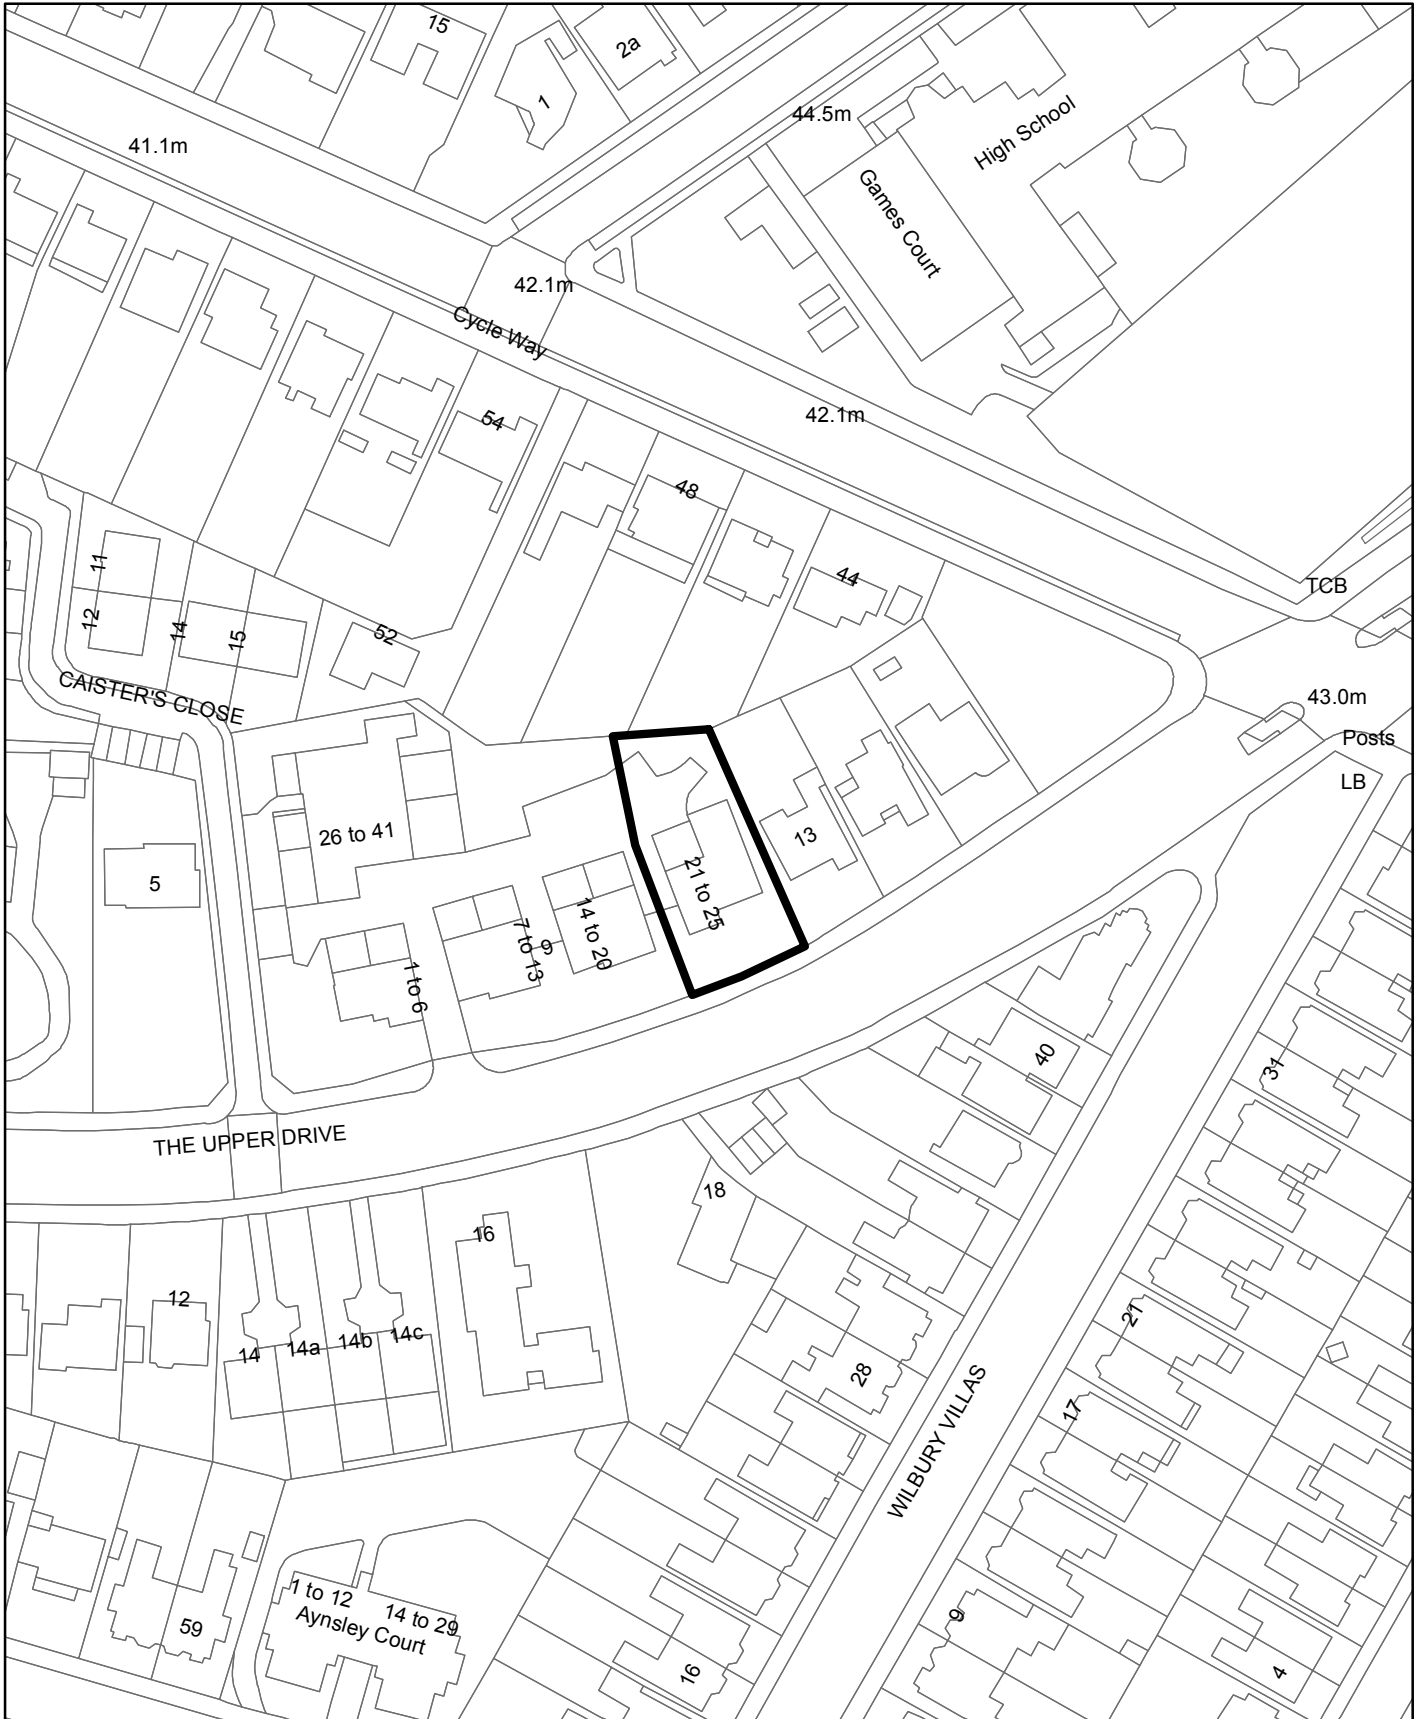 15
2a
1
44.5m
High School
41.1m
Games Court
42.1m
Cycle Way
42.1m
54
48
44
TCB
11
12
14
15
52
CAISTER'S CLOSE
43.0m
Posts
LB
26 to 41
13
5
21 to 25
14 to 20
7 to 13
9
1 to 6
40
31
THE UPPER DRIVE
18
16
12
14
14a
14b
14c
21
28
17
WILBURY VILLAS
1 to 12
14 to 29
Aynsley Court
59
9
16
4